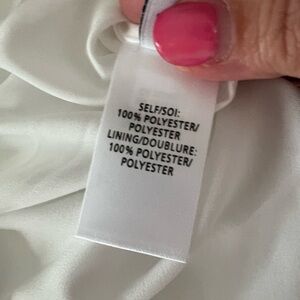 SELF/SOI:
100% POLYESTER/
POLYESTER
LINING/DOUBLURE:
100% POLYESTER/
POLYESTER